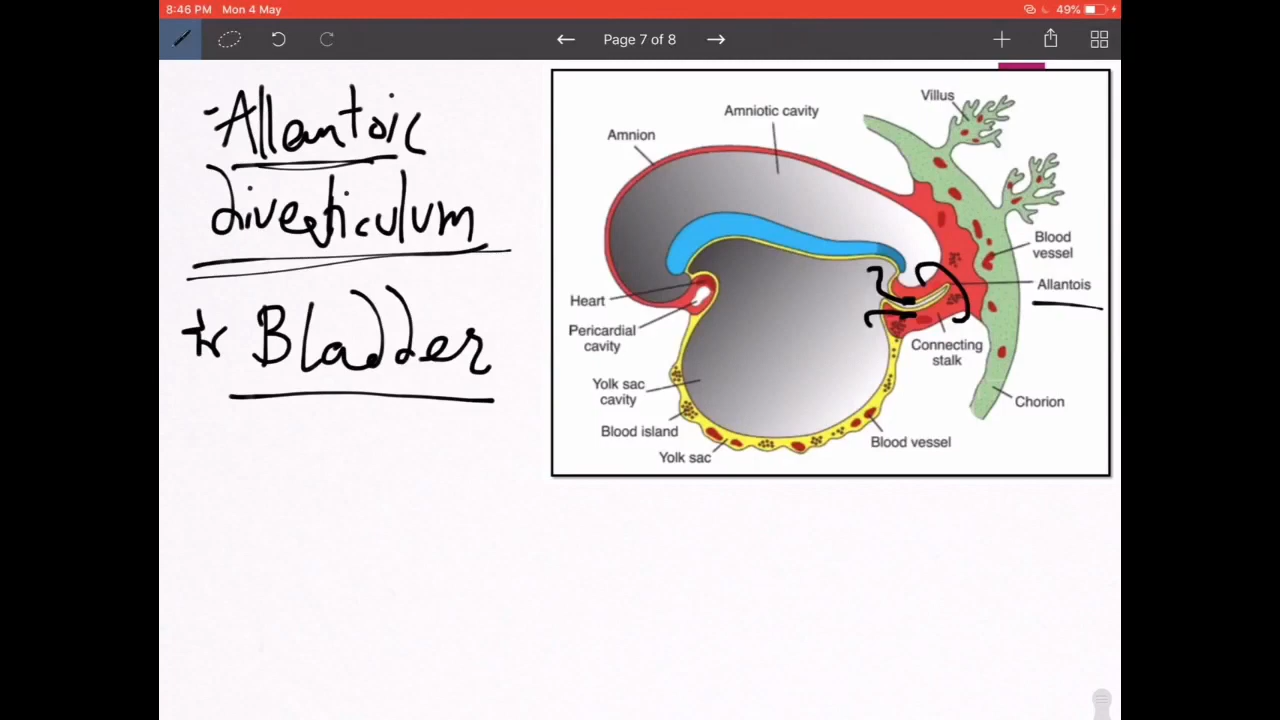 8:46 PM Mon 4 May
49%
Page 7 of 8
-Allantoic
diverticulum
* Bladder
Villus
Amniotic cavity
Amnion
Blood
vessel
Allantois
Heart
Pericardial
cavity
Connecting
stalk
Yolk sac
cavity
Chorion
Blood island
Blood vessel
Yolk sac